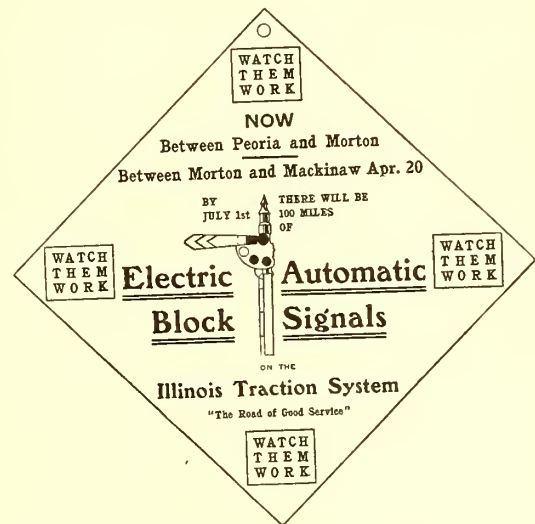 WATCH
THEM
WORK
NOW
Between Peoria and Morton
Between Morton and Mackinaw Apr. 20
BY
JULY 1st
THERE WILL BE
100 MILES
OF
WATCH
THEM
WORK
Electric
Block
Automatic
Signals
WATCH
THEM
WORK
ON THE
Illinois Traction System
"The Road of Good Service"
WATCH
THEM
WORK